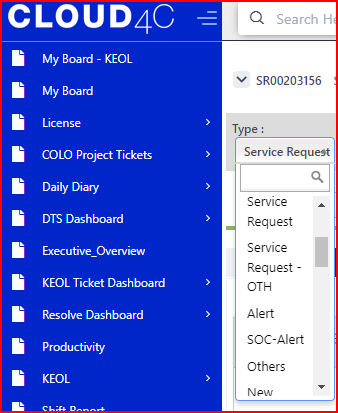 CLOUD4C
Search He
My Board - KEOL
SR00203156
My Board
License
Type :
COLO Project Tickets
Service Request
Daily Diary
DTS Dashboard
Service
Request
Executive_Overview
Service
Request -
OTH
KEOL Ticket Dashboard
Resolve Dashboard
Alert
Productivity
SOC-Alert
KEOL
Others
New
Shift Report